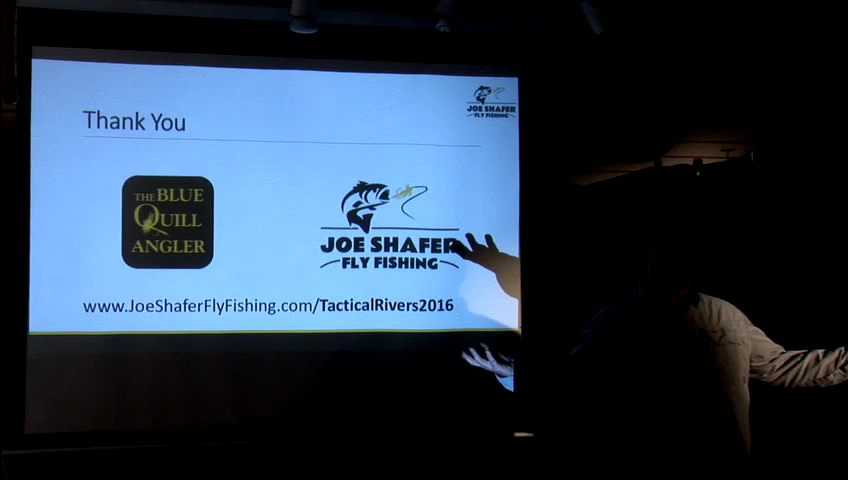 JOE SHAFER
FLY FISHING
Thank You
THE BLUE
QUILL
ANGLER
JOE SHAFER
FLY FISHING
www.JoeShaferFlyFishing.com/TacticalRivers2016